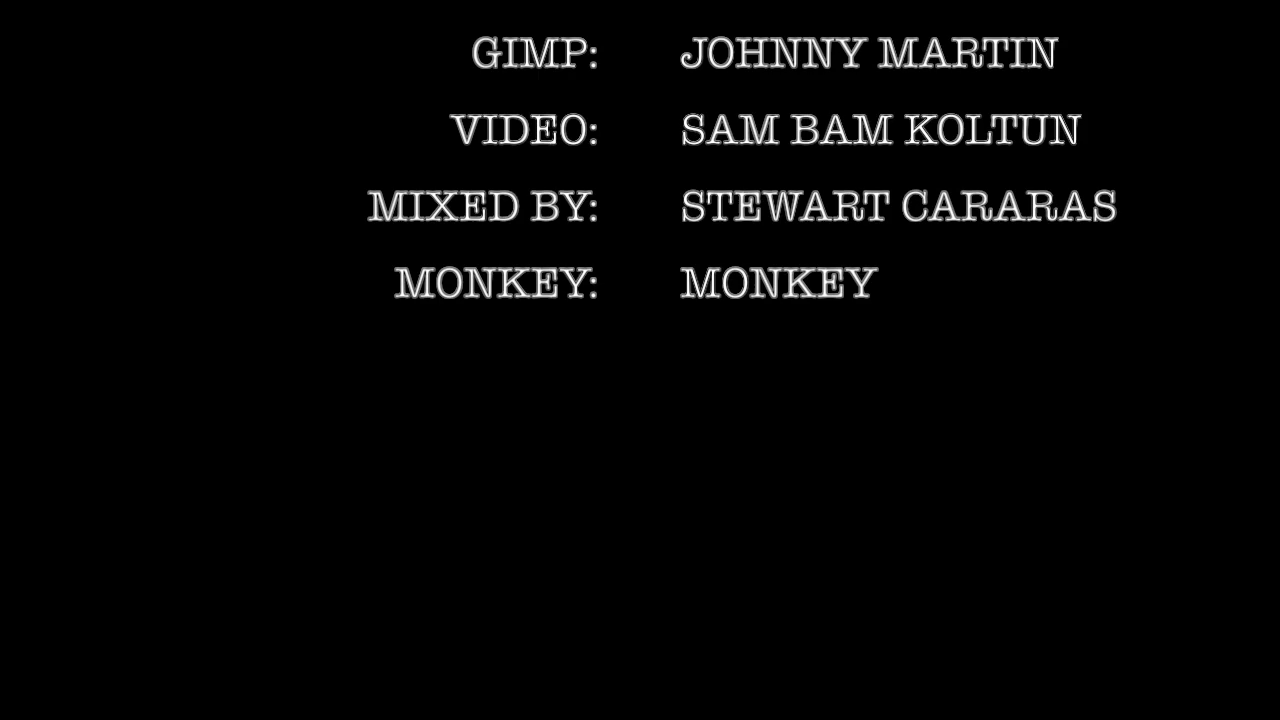 GIMP: JOHNNY MARTIN
VIDEO: SAM BAM KOLTUN
MIXED BY: STEWART CARARAS
MONKEY: MONKEY